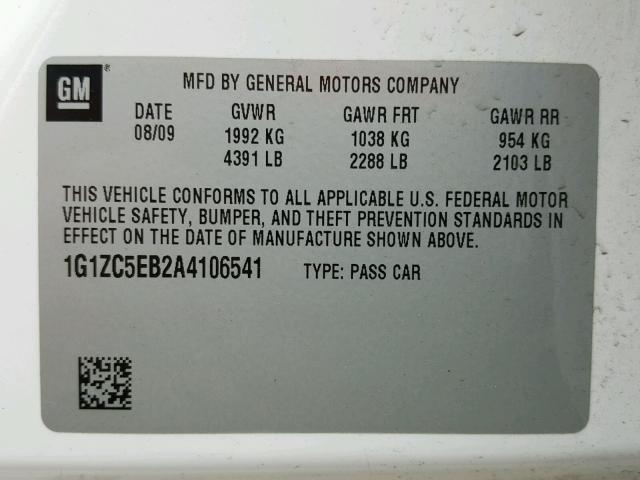 GM ®
MFD BY GENERAL MOTORS COMPANY
DATE GVWR GAWR FRT GAWR RR
08/09 1992 KG 1038 KG 954 KG
4391 LB 2288 LB 2103 LB
THIS VEHICLE CONFORMS TO ALL APPLICABLE U.S. FEDERAL MOTOR
VEHICLE SAFETY, BUMPER, AND THEFT PREVENTION STANDARDS IN
EFFECT ON THE DATE OF MANUFACTURE SHOWN ABOVE.
1G1ZC5EB2A4106541 TYPE: PASS CAR